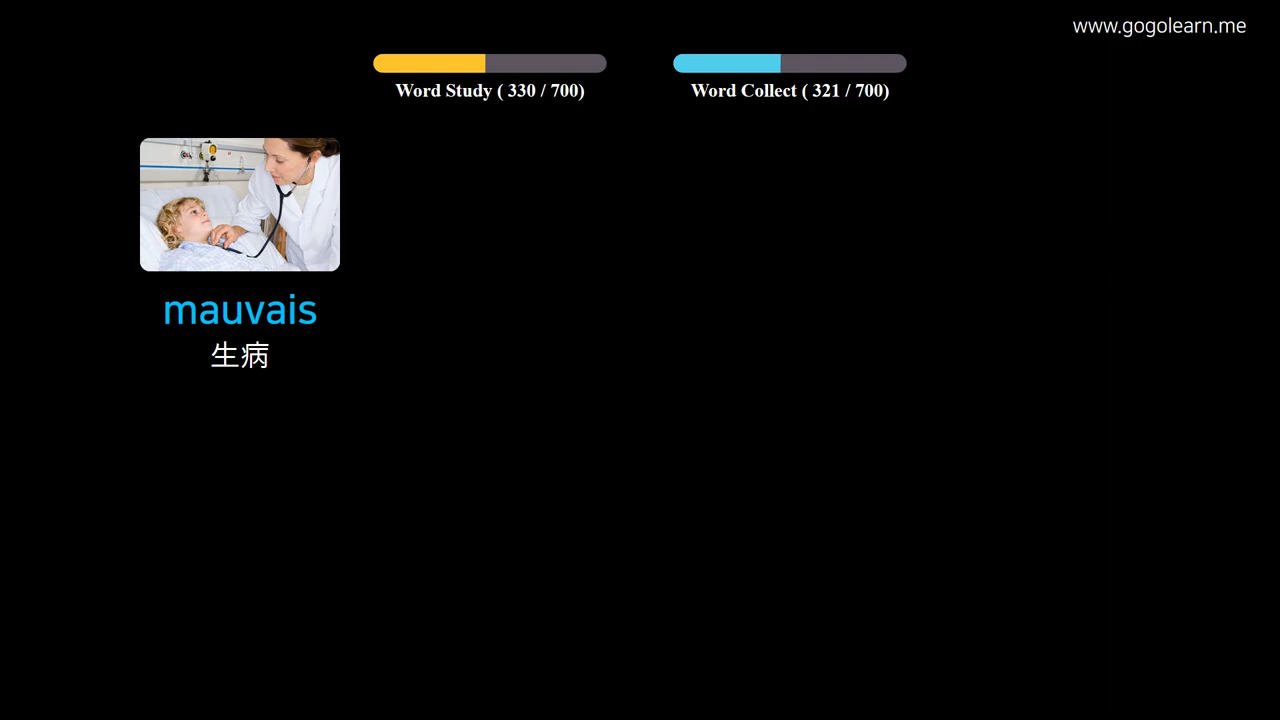 www.gogolearn.me
Word Study ( 330 / 700)
Word Collect ( 321 / 700)
mauvais
生病